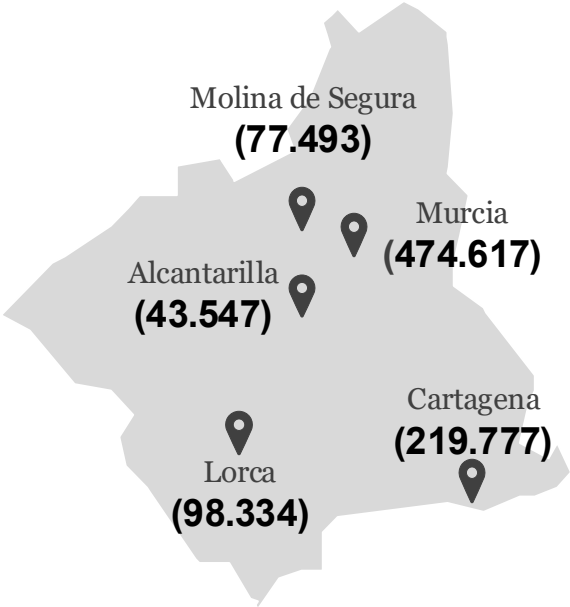 Molina de Segura
(77.493)
Murcia
(474.617)
Alcantarilla
(43.547)
Cartagena
(219.777)
Lorca
(98.334)